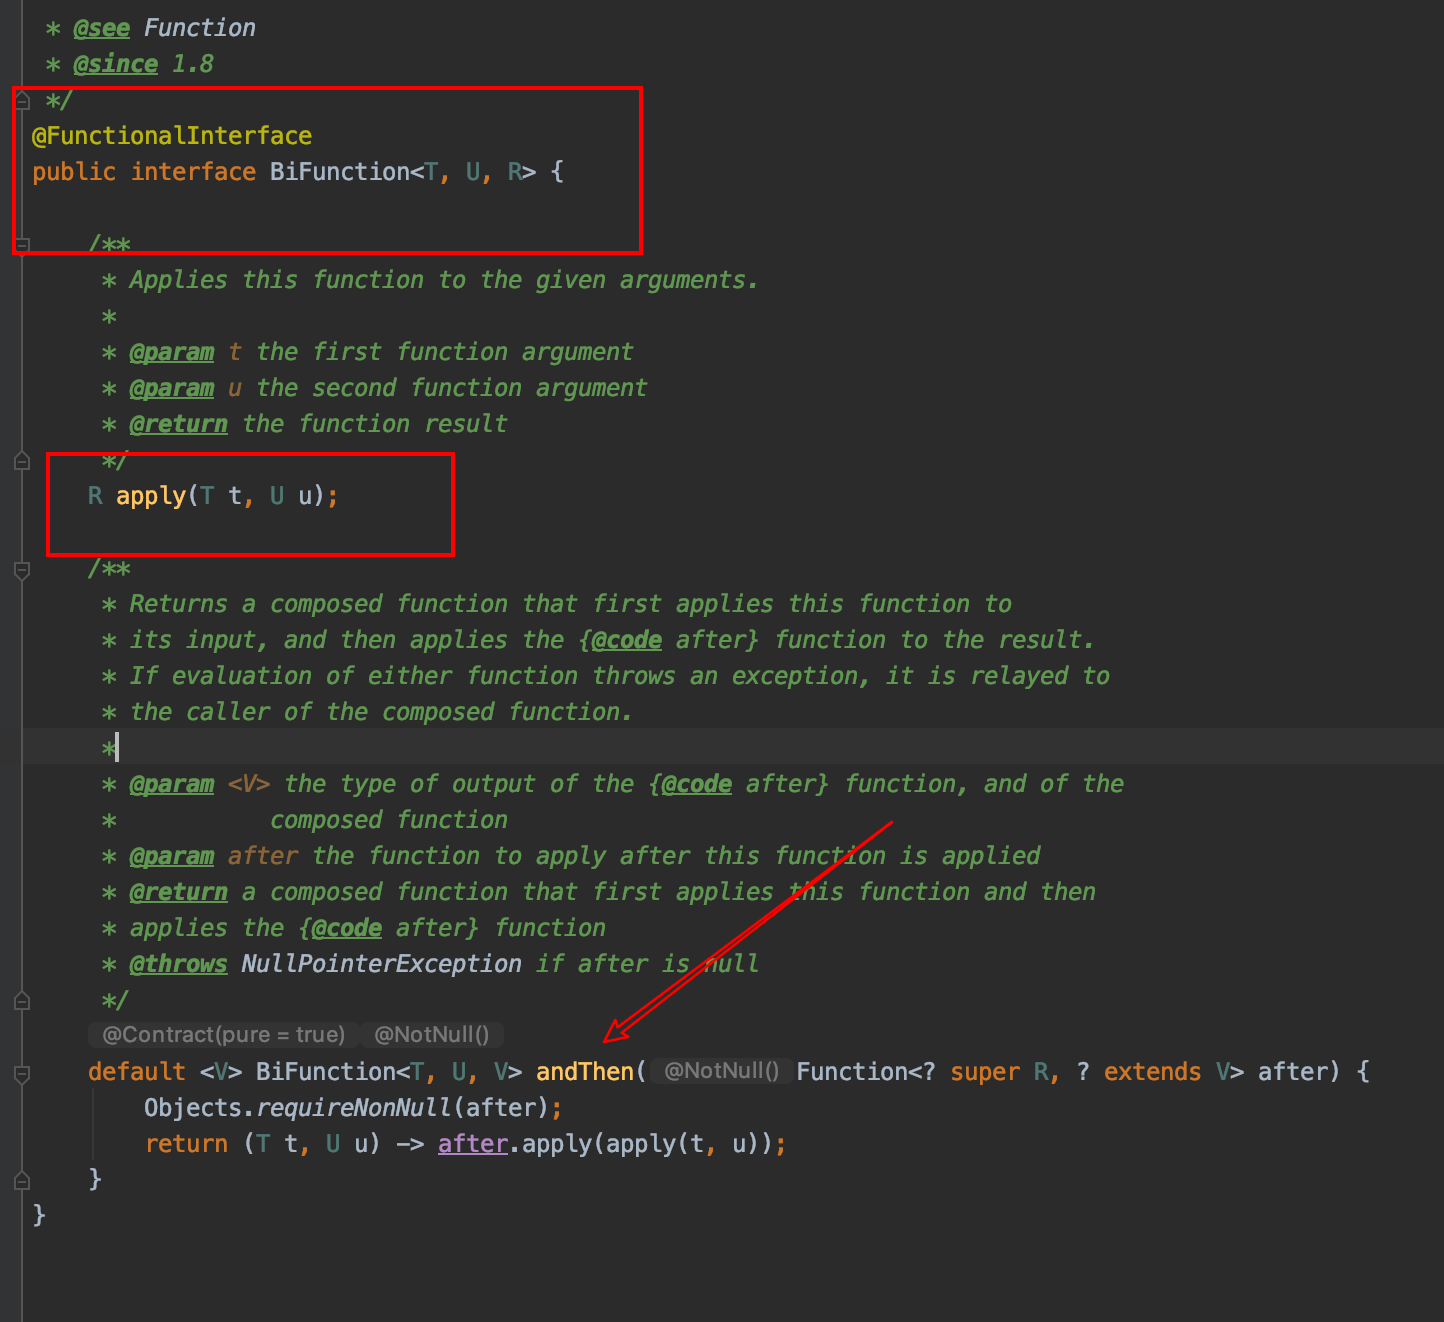 * @see Function
* @since 1.8
*/
@FunctionalInterface
public interface BiFunction<T, U, R> {
/**
* Applies this function to the given arguments.
*
* @param t the first function argument
* @param u the second function argument
* @return the function result
*/
R apply(T t, U u);
/**
* Returns a composed function that first applies this function to
* its input, and then applies the {@code after} function to the result.
* If evaluation of either function throws an exception, it is relayed to
* the caller of the composed function.
*
* @param <V> the type of output of the {@code after} function, and of the
* composed function
* @param after the function to apply after this function is applied
* @return a composed function that first applies this function and then
* applies the {@code after} function
* @throws NullPointerException if after is null
*/
@Contract(pure = true) @NotNull()
default <V> BiFunction<T, U, V> andThen( @NotNull() Function<? super R, ? extends V> after) {
Objects.requireNonNull(after);
return (T t, U u) -> after.apply(apply(t, u));
}
}